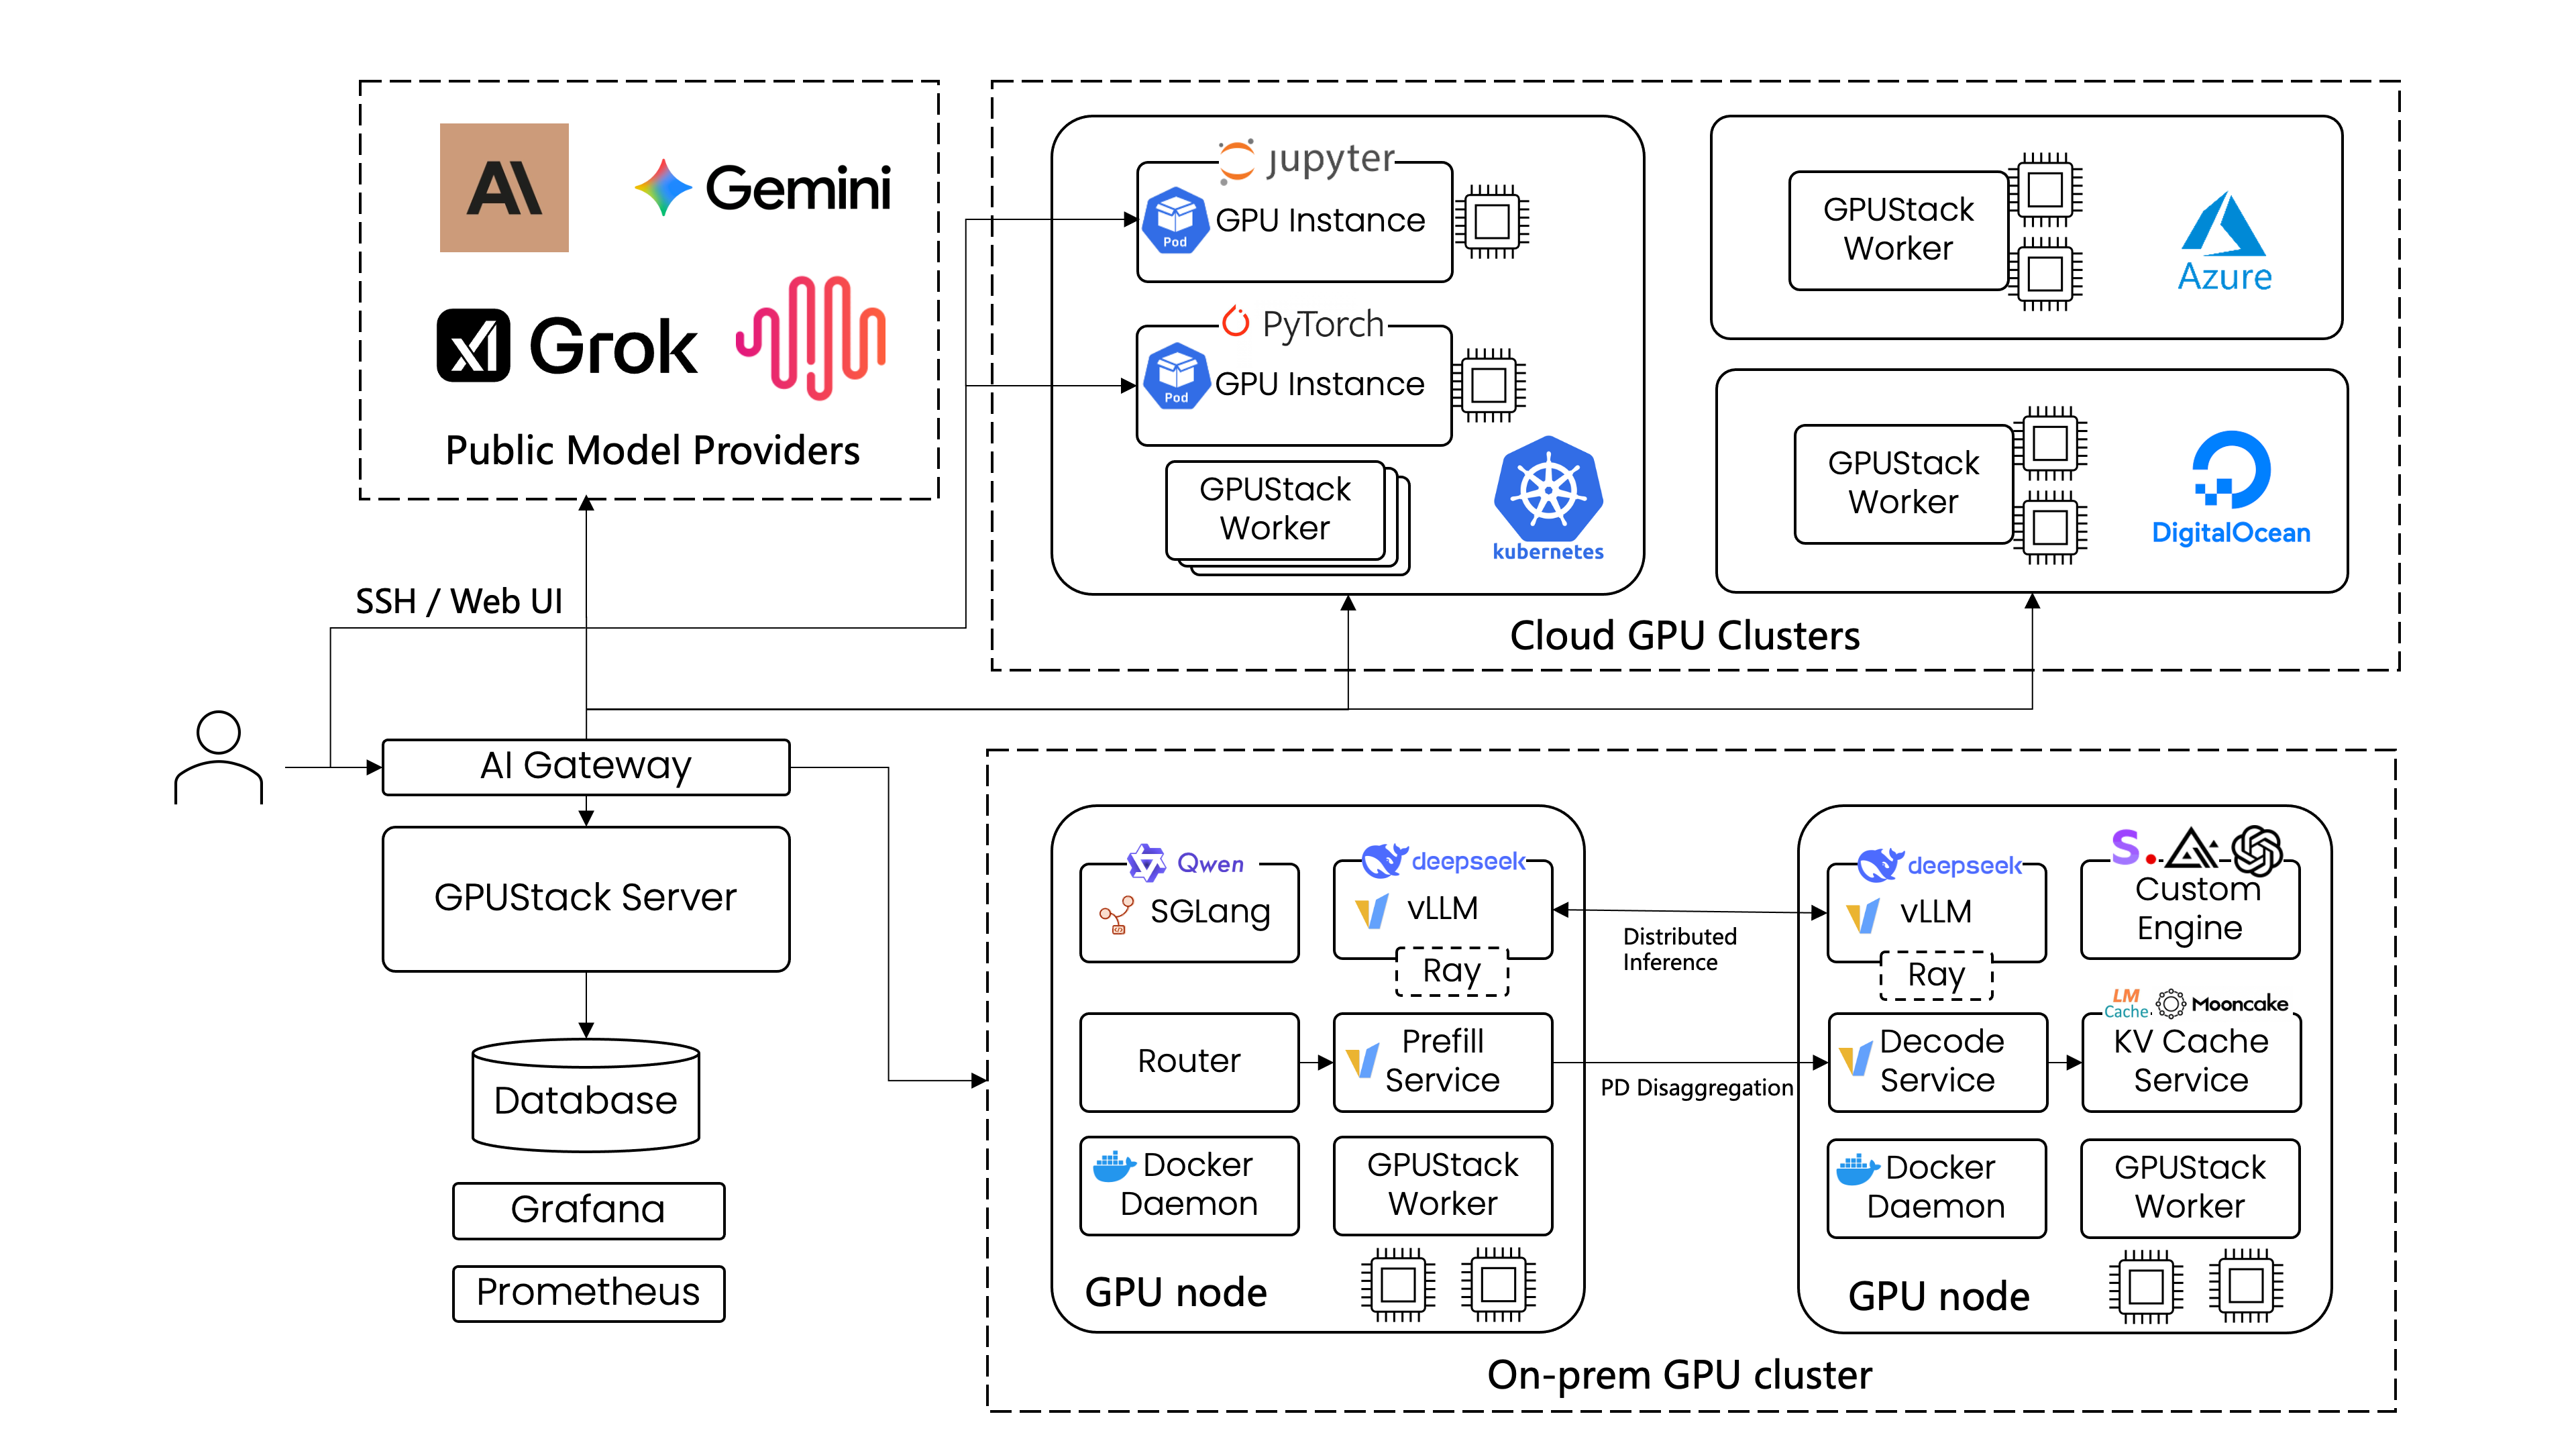 Gemini
Grok
Public Model Providers
SSH / Web UI
AI Gateway
GPUStack Server
Database
Grafana
Prometheus
jupyter
Pod
GPU Instance
PyTorch
Pod
GPU Instance
GPUStack
Worker
kubernetes
GPUStack
Worker
Azure
GPUStack
Worker
DigitalOcean
Cloud GPU Clusters
Qwen
SGLang
deepseek
vLLM
Ray
Router
Prefill
Service
Docker
Daemon
GPUStack
Worker
GPU node
Distributed
Inference
PD Disaggregation
deepseek
vLLM
Ray
Custom
Engine
Decode
Service
LM
Cache
Mooncake
KV Cache
Service
Docker
Daemon
GPUStack
Worker
GPU node
On-prem GPU cluster